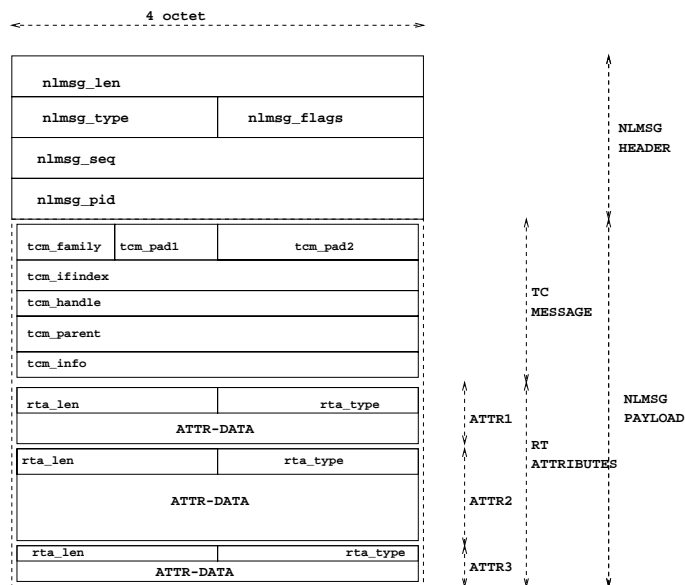 4 octet
nlmsg_len
nlmsg_type nlmsg_flags
NLMSG
HEADER
nlmsg_seq
nlmsg_pid
tcm_family tcm_pad1 tcm_pad2
tcm_ifindex
tcm_handle
TC
MESSAGE
tcm_parent
tcm_info
rta_len rta_type
NLMSG
PAYLOAD
ATTR1
ATTR-DATA
RT
ATTRIBUTES
rta_len rta_type
ATTR-DATA
ATTR2
rta_len rta_type
ATTR-DATA
ATTR3